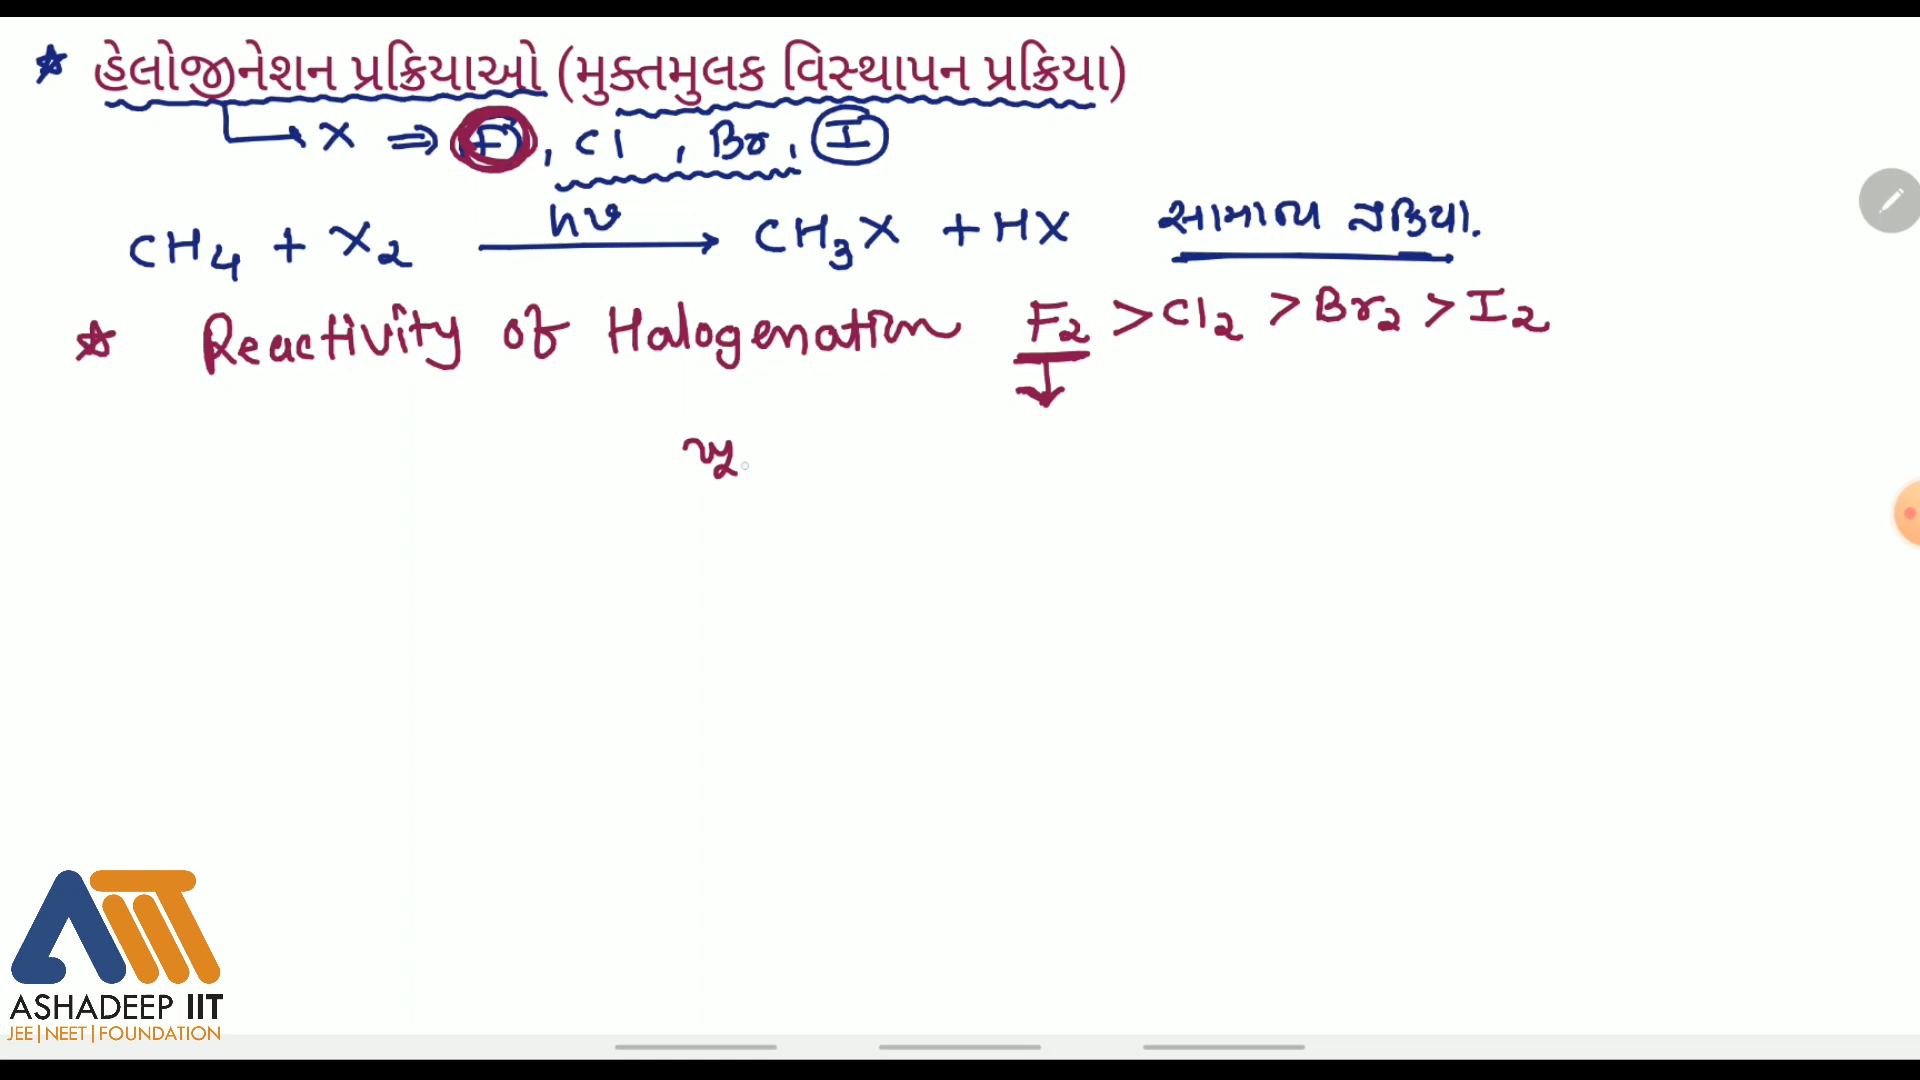 હેલોજીનેશન પ્રક્રિયાઓ (મુક્તમુલક વિસ્થાપન પ્રક્રિયા)
X ⇒ F, Cl, Br, I
CH4 + X2 hν → CH3X + HX સામાન્ય પ્રક્રિયા.
Reactivity of Halogenation F2 > Cl2 > Br2 > I2
ખુ
ASHADEEP IIT
JEE | NEET | FOUNDATION